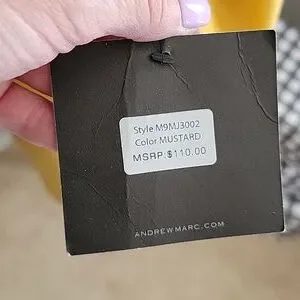 Style M9MJ3002
Color MUSTARD
MSRP:$110.00
ANDREWMARC.COM